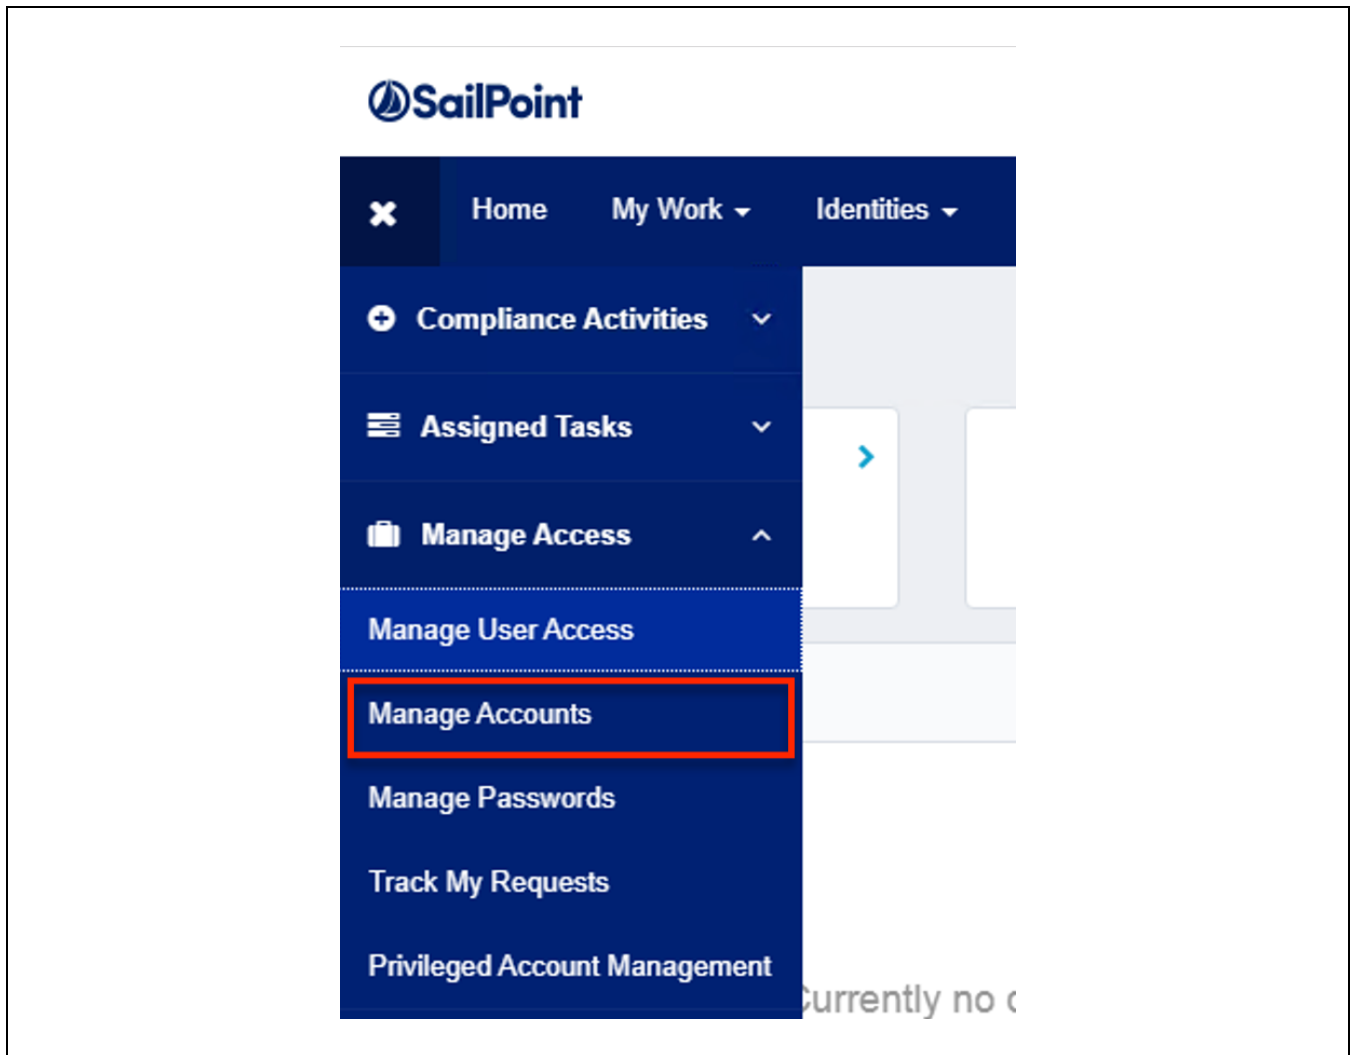 SailPoint
Home My Work Identities
Compliance Activities
Assigned Tasks
Manage Access
Manage User Access
Manage Accounts
Manage Passwords
Track My Requests
Privileged Account Management
Currently no